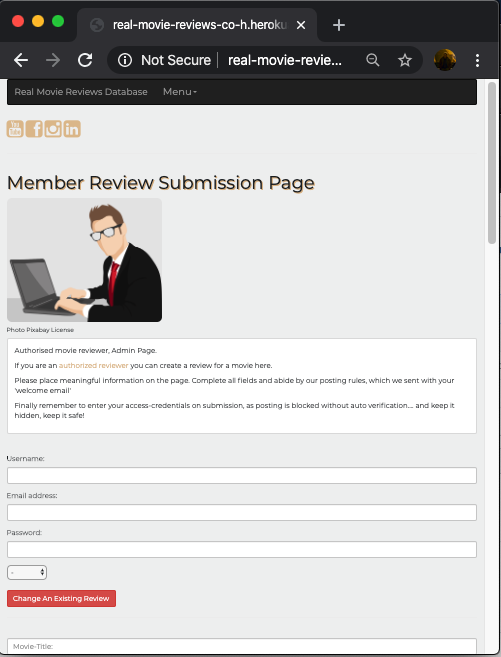 real-movie-reviews-co-h.heroku
Not Secure
real-movie-revie...
Real Movie Reviews Database
Menu
You Tube
f
in
Member Review Submission Page
Photo Pixabay License
Authorised movie reviewer, Admin Page.
If you are an authorized reviewer you can create a review for a movie here.
Please place meaningful information on the page. Complete all fields and abide by our posting rules, which we sent with your
'welcome email'
Finally remember to enter your access-credentials on submission, as posting is blocked without auto verification.... and keep it
hidden, keep it safe!
Username:
Email address:
Password:
-
Change An Existing Review
Movie-Title: